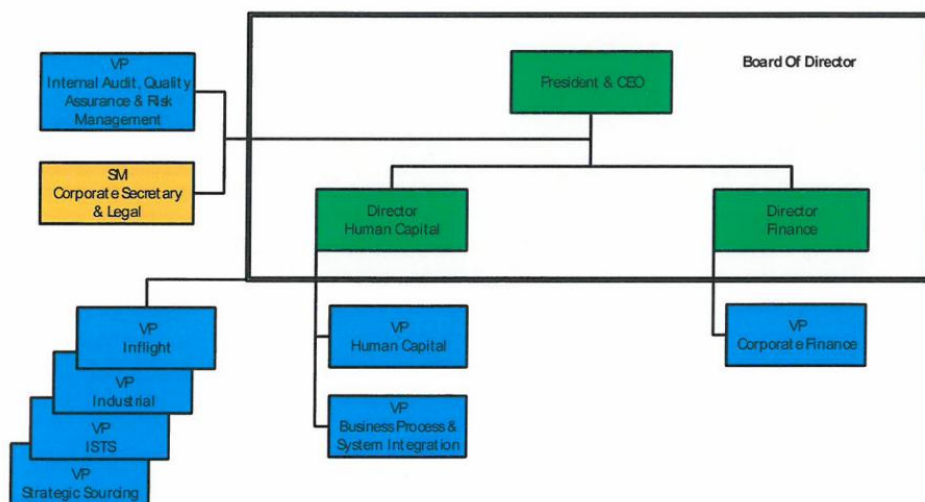 Board Of Director
President & CEO
VP
Internal Audit, Quality
Assurance & Risk
Management
SM
Corporate Secretary
& Legal
Director
Human Capital
Director
Finance
VP
Inflight
VP
Industrial
VP
ISTS
VP
Strategic Sourcing
VP
Human Capital
VP
Business Process &
System Integration
VP
Corporate Finance